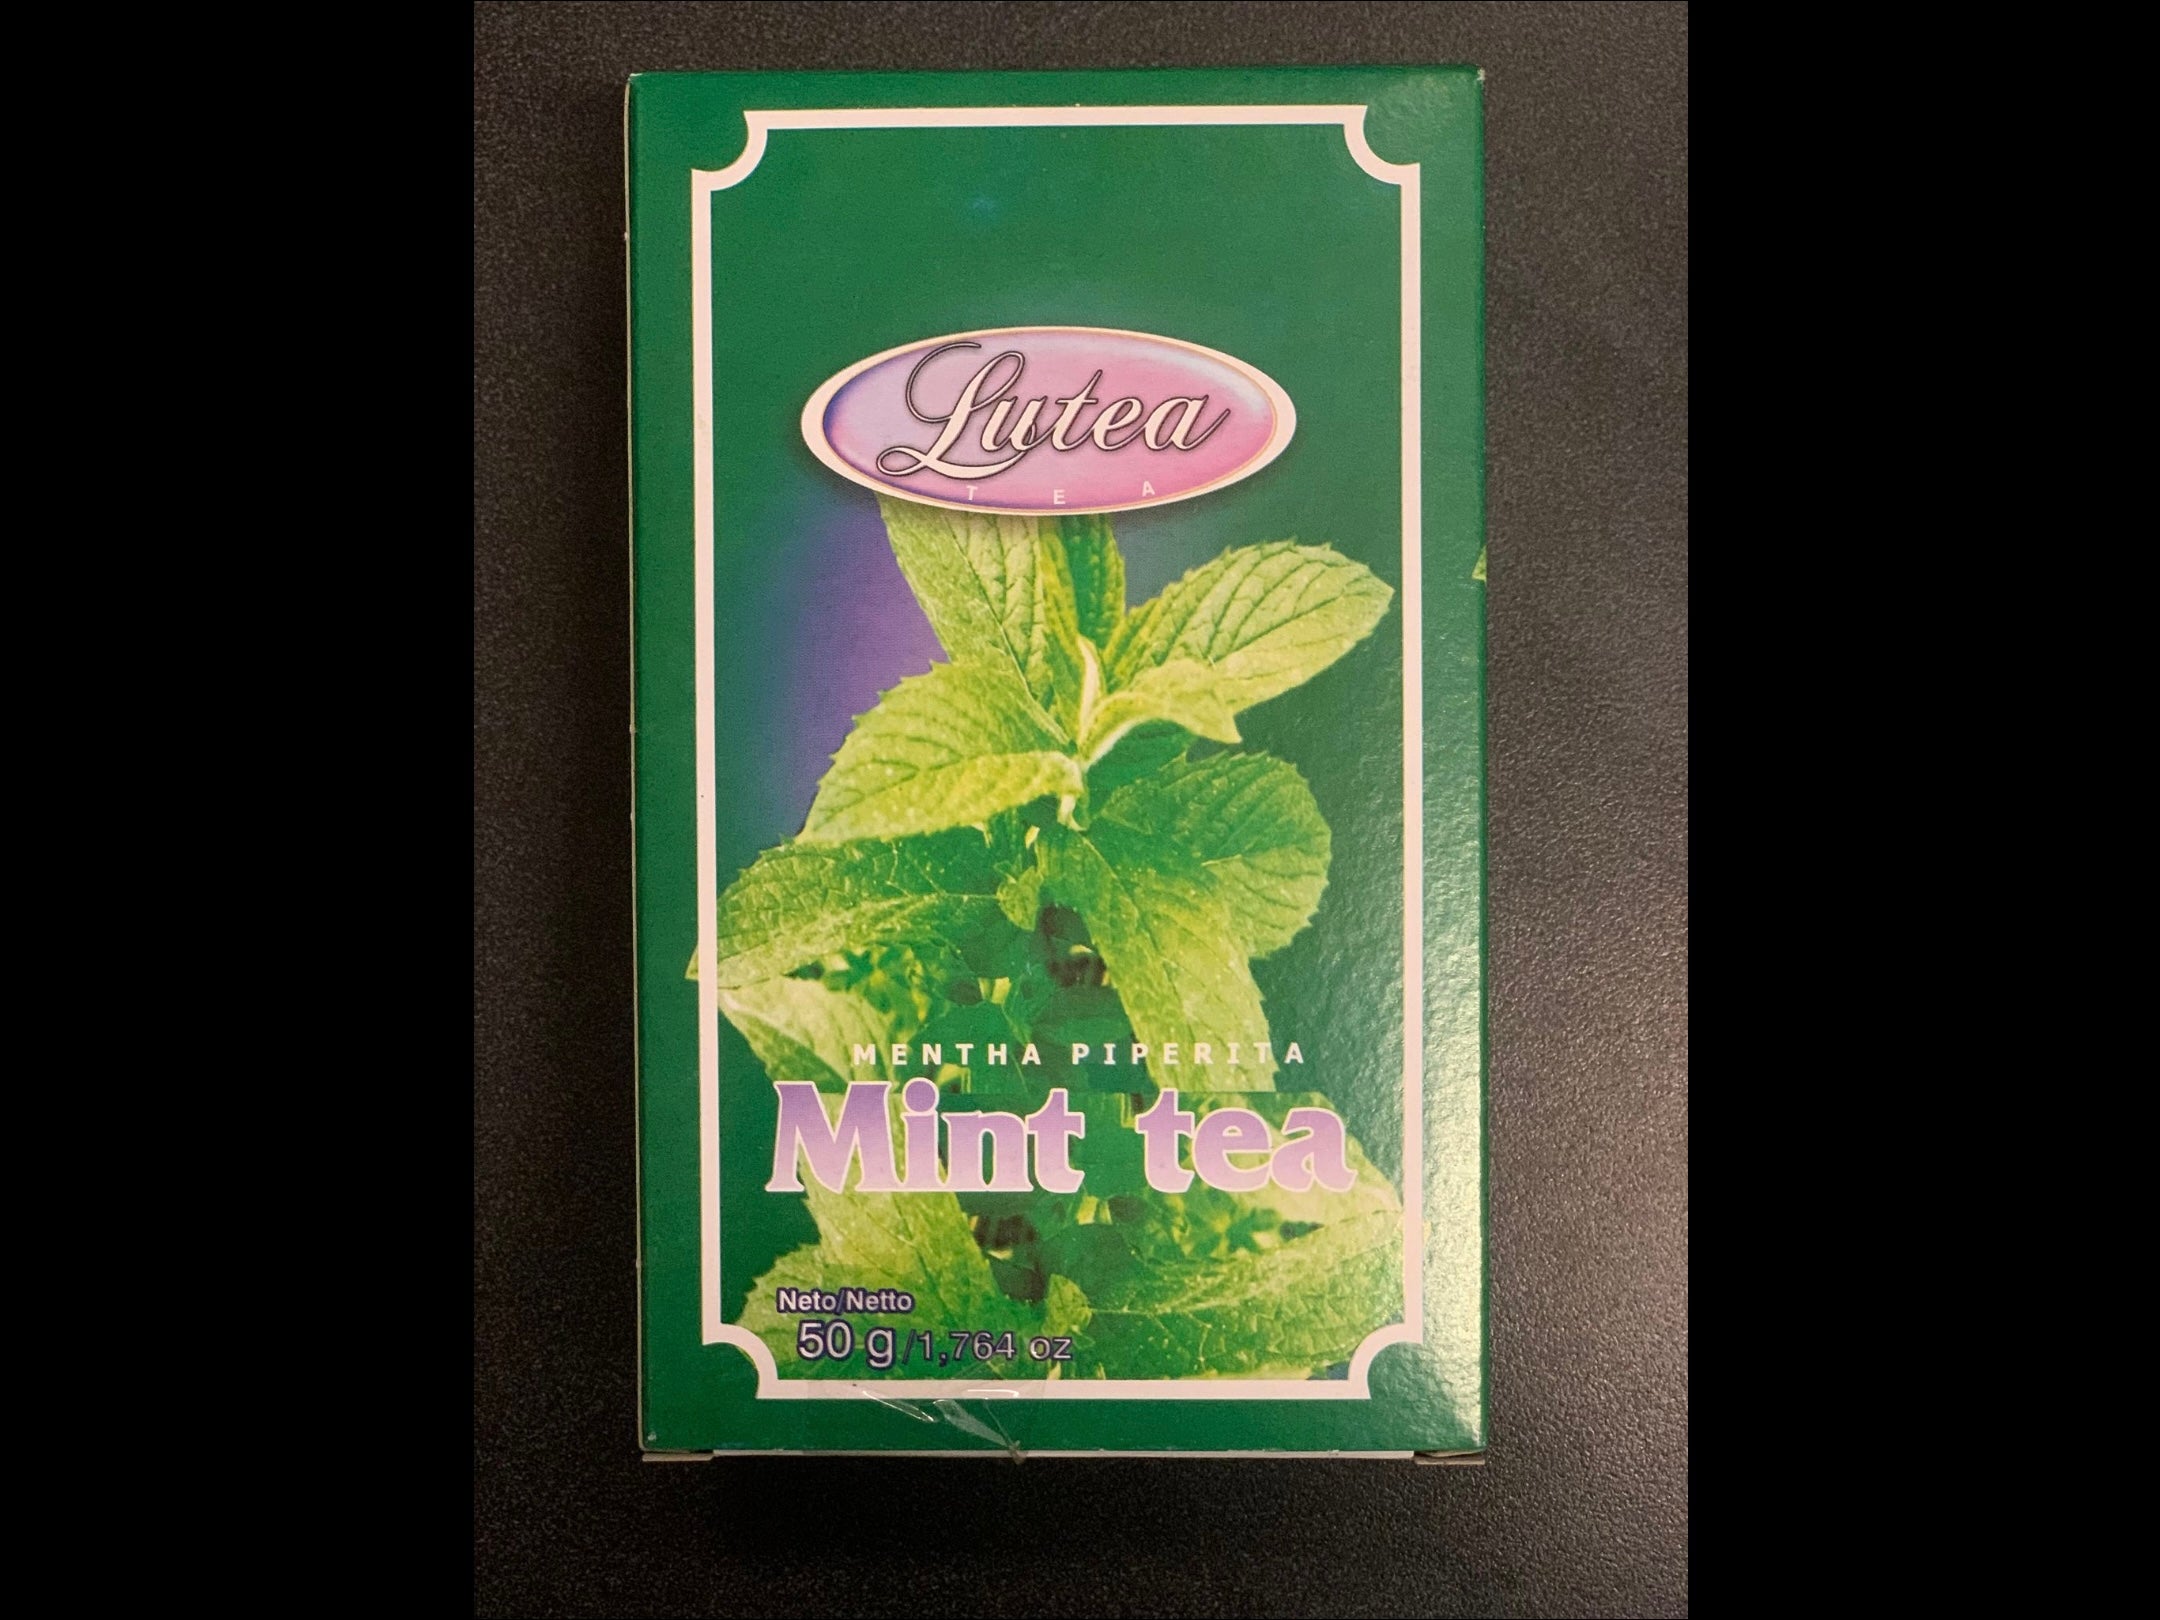 Lutea
TEA
MENTHA PIPERITA
Mint tea
Neto/Netto
50 g/1,764 oz